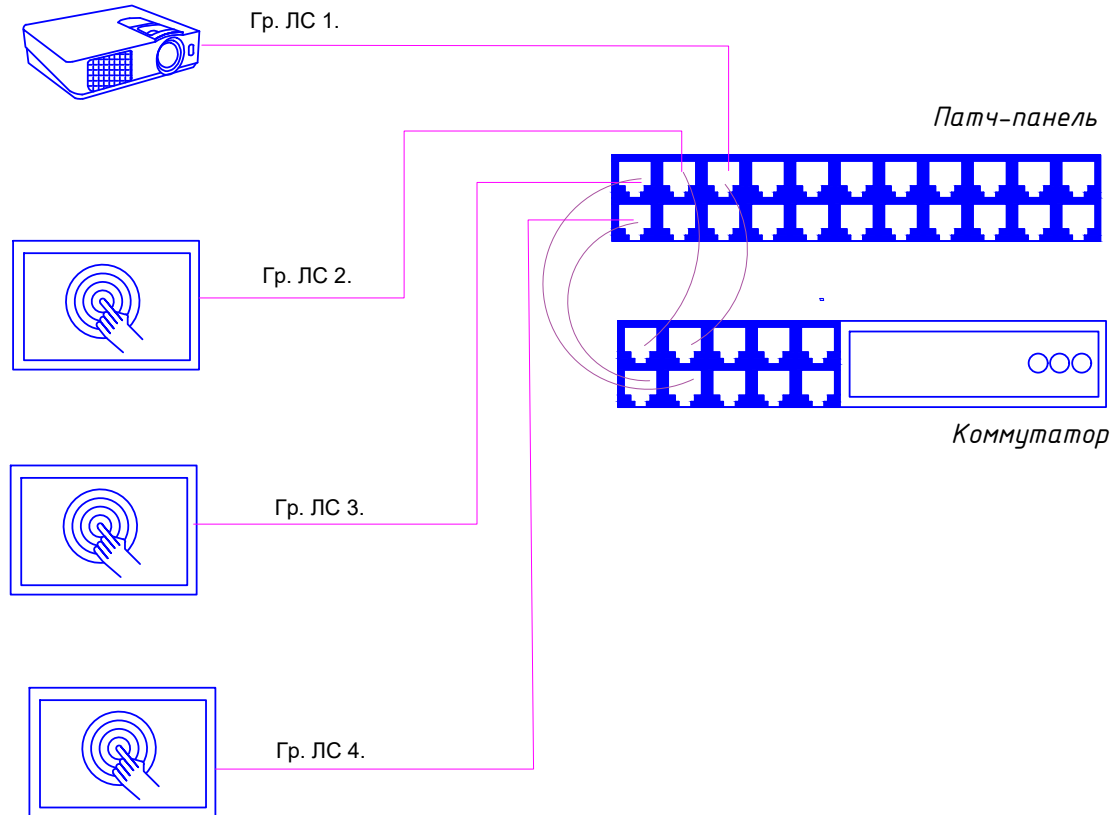 Гр. ЛС 1.
Патч-панель
Гр. ЛС 2.
Коммутатор
Гр. ЛС 3.
Гр. ЛС 4.